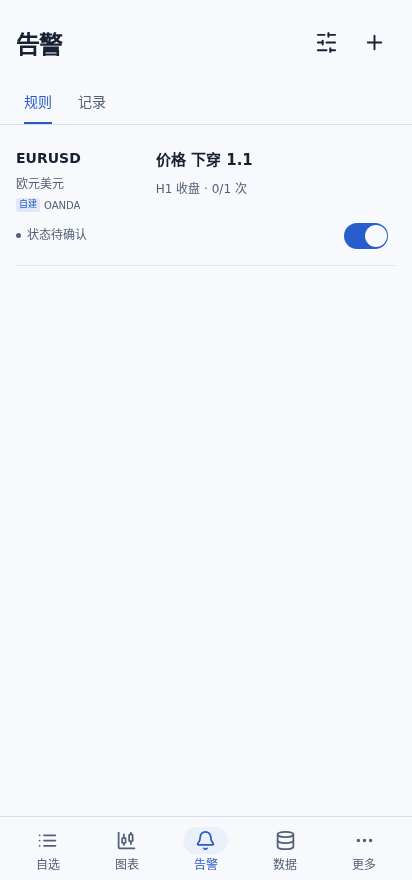 告警
规则 记录
EURUSD
欧元美元
自建 OANDA
状态待确认
价格 下穿 1.1
H1 收盘 · 0/1 次
自选 图表 告警 数据 更多